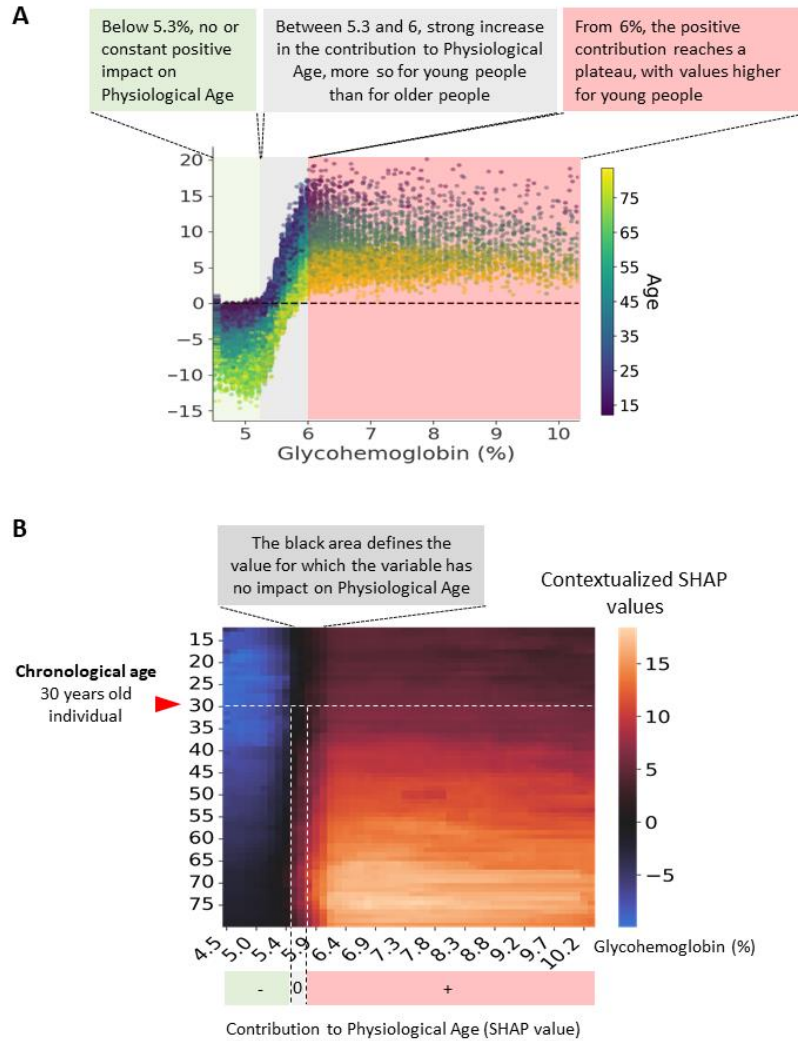 A
Below 5.3%, no or
constant positive
impact on
Physiological Age
Between 5.3 and 6, strong increase
in the contribution to Physiological
Age, more so for young people
than for older people
From 6%, the positive
contribution reaches a
plateau, with values higher
for young people
20
15
10
5
0
−5
−10
−15
5
6
7
8
9
10
Glycohemoglobin (%)
75
65
55
45
35
25
15
Age
B
The black area defines the
value for which the variable has
no impact on Physiological Age
Contextualized SHAP
values
Chronological age
30 years old
individual
15
20
25
30
35
40
45
50
55
60
65
70
75
15
10
5
0
−5
4.5
5.0
5.4
5.9
6.4
6.9
7.3
7.8
8.3
8.8
9.2
9.7
10.2
Glycohemoglobin (%)
-
0
+
Contribution to Physiological Age (SHAP value)